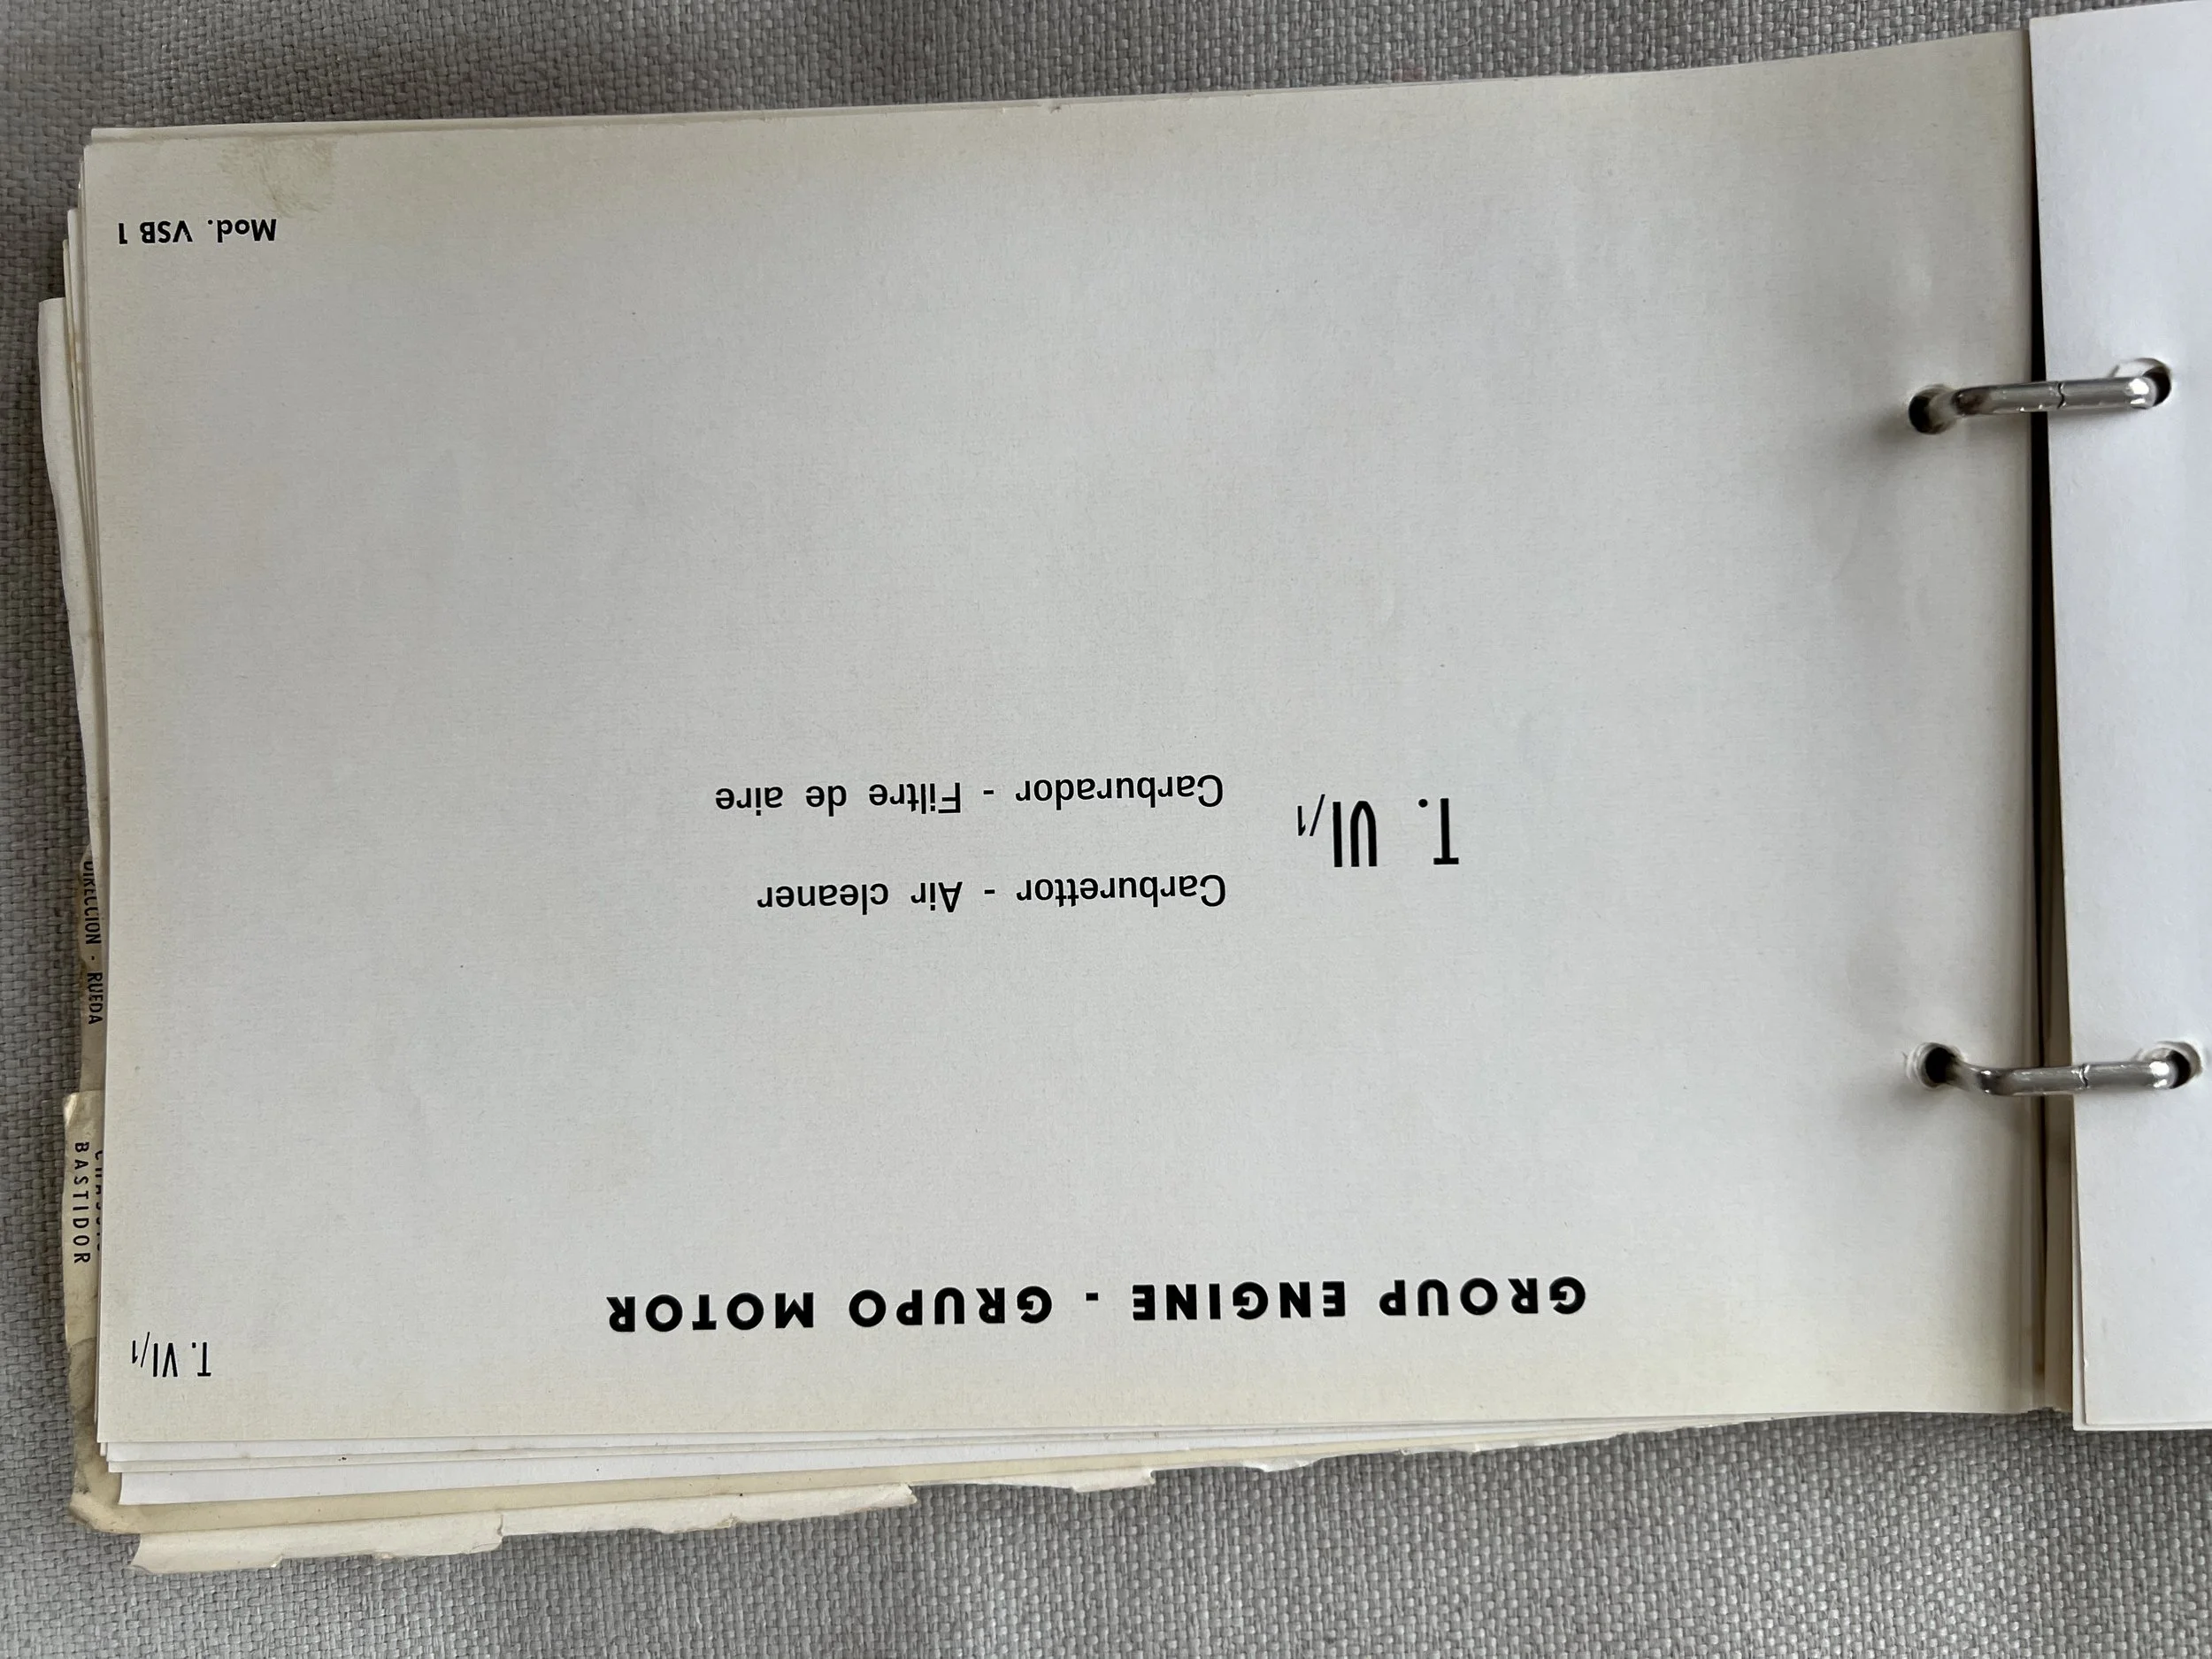 T. VI/1
GROUP ENGINE - GRUPO MOTOR
T. VI/1
Carburettor - Air cleaner
Carburador - Filtre de aire
Mod. VSB 1
DIRECCION - RUEDA
BASTIDOR